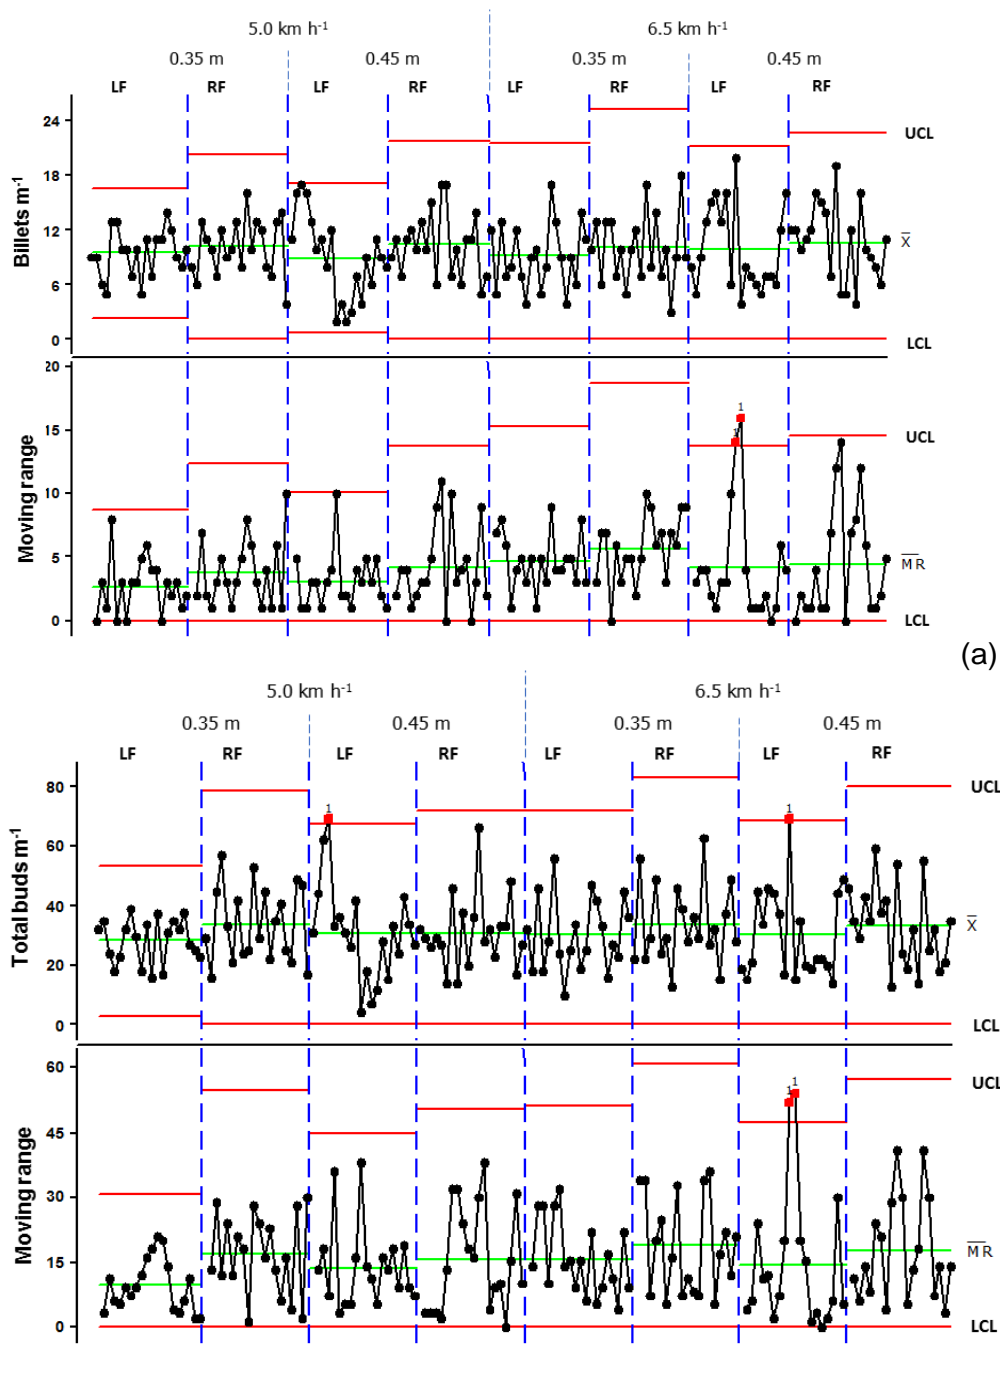 5.0 km h-1 6.5 km h-1
0.35 m 0.45 m 0.35 m 0.45 m
LF RF LF RF LF RF LF RF
Billets m-1
24
18
12
6
0
UCL
X̅
LCL
Moving range
20
15
10
5
0
1
1
UCL
M̅R̅
LCL
(a)
5.0 km h-1 6.5 km h-1
0.35 m 0.45 m 0.35 m 0.45 m
LF RF LF RF LF RF LF RF
Total buds m-1
80
60
40
20
0
1
1
UCL
X̅
LCL
Moving range
60
45
30
15
0
1
1
UCL
M̅R̅
LCL